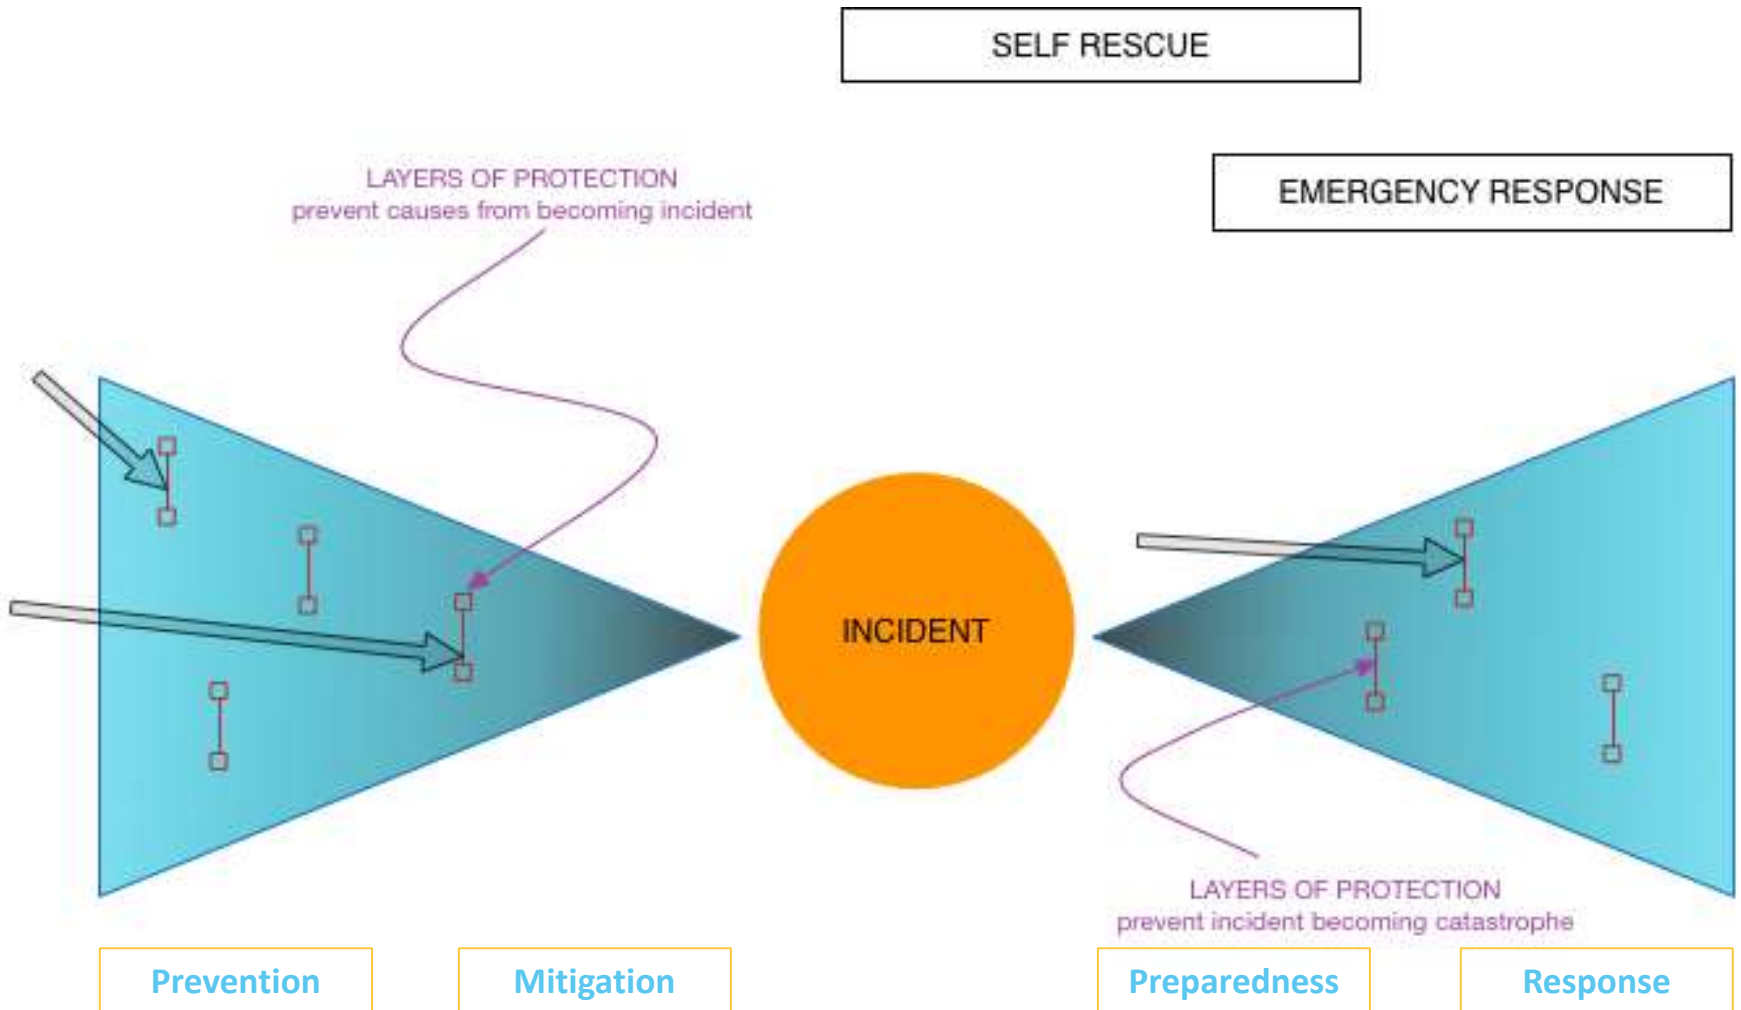 SELF RESCUE
EMERGENCY RESPONSE
LAYERS OF PROTECTION
prevent causes from becoming incident
INCIDENT
LAYERS OF PROTECTION
prevent incident becoming catastrophe
Prevention
Mitigation
Preparedness
Response